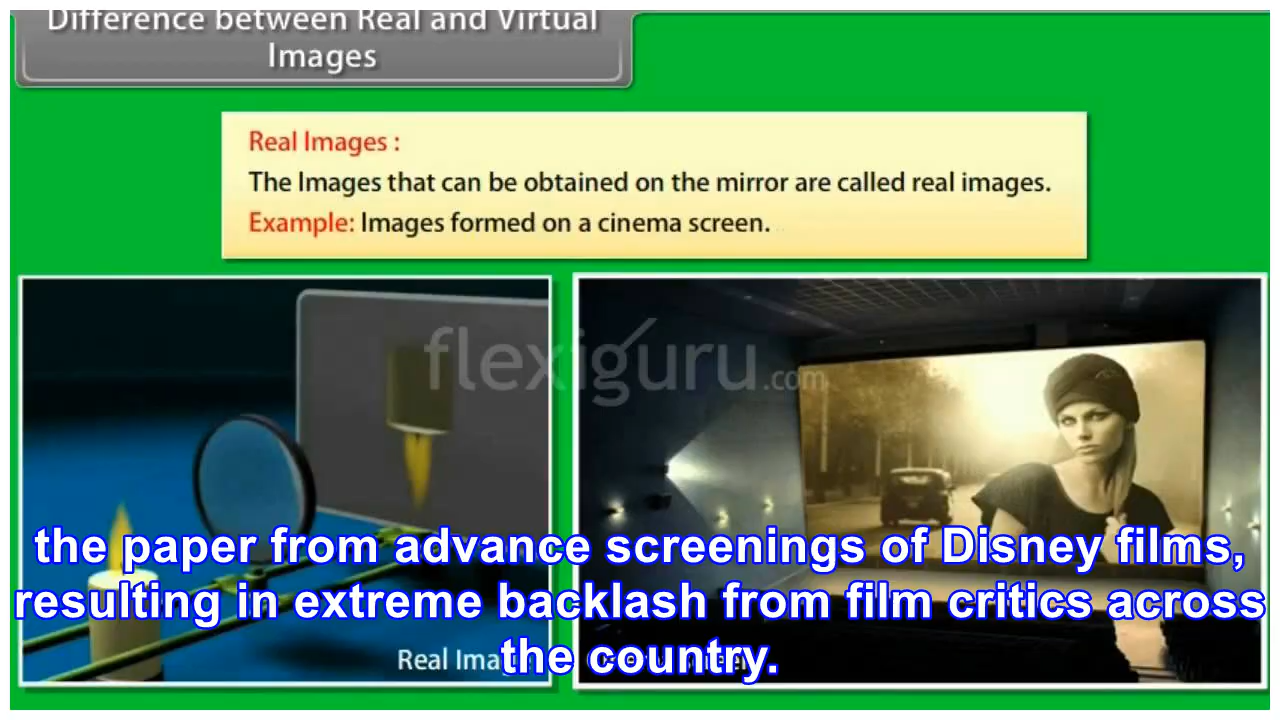 Difference between Real and Virtual
Images
Real Images :
The Images that can be obtained on the mirror are called real images.
Example: Images formed on a cinema screen.
flexiguru.com
the paper from advance screenings of Disney films,
resulting in extreme backlash from film critics across
the country.
Real